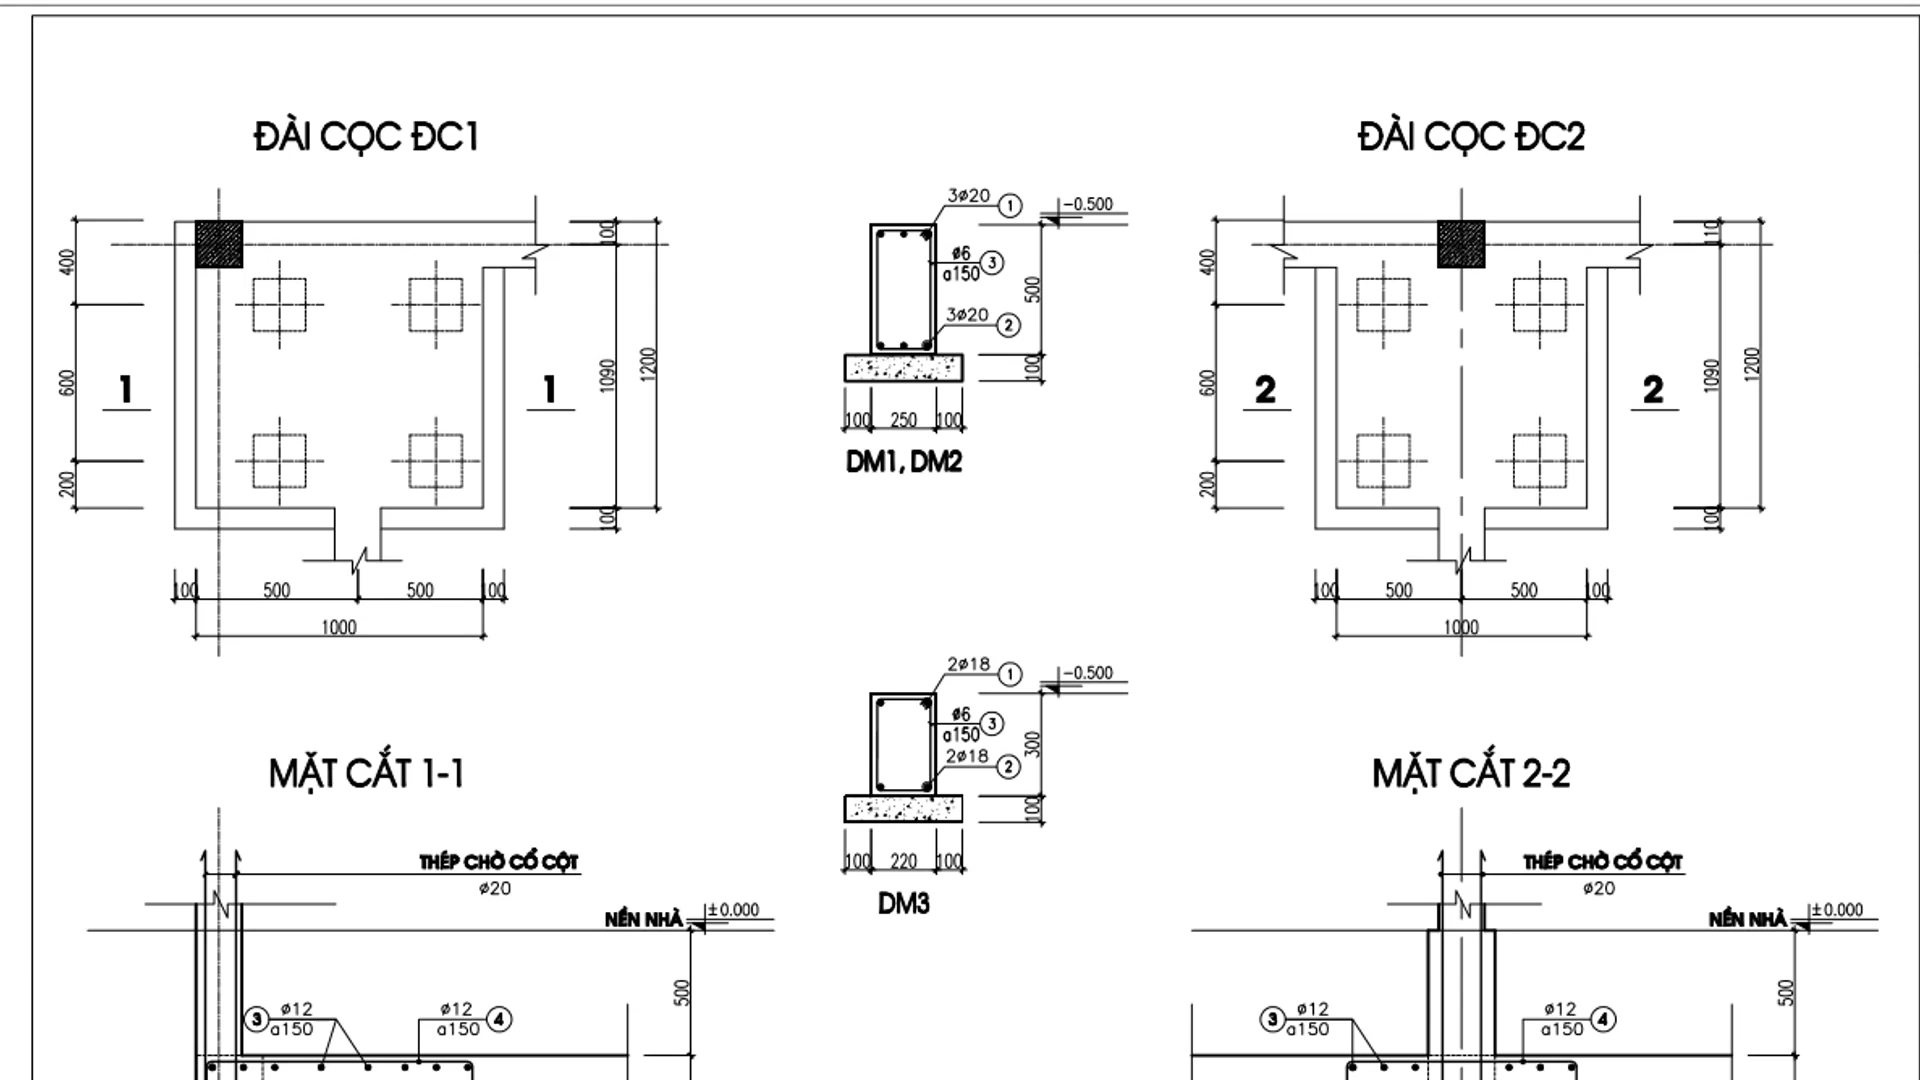 ĐÀI CỌC ĐC1
400
600
200
1
1
100
1090
100
1200
100
500
500
100
1000
3ø20
1
-0.500
ø6
a150
3
500
3ø20
2
100
100
250
100
DM1, DM2
ĐÀI CỌC ĐC2
400
600
200
2
2
110
1090
100
1200
100
500
500
100
1000
2ø18
1
-0.500
ø6
a150
3
300
2ø18
2
100
100
220
100
DM3
MẶT CẮT 1-1
THÉP CHỜ CỔ CỘT
ø20
NỀN NHÀ
±0.000
500
3
ø12
a150
ø12
a150
4
MẶT CẮT 2-2
THÉP CHỜ CỔ CỘT
ø20
NỀN NHÀ
±0.000
500
3
ø12
a150
ø12
a150
4